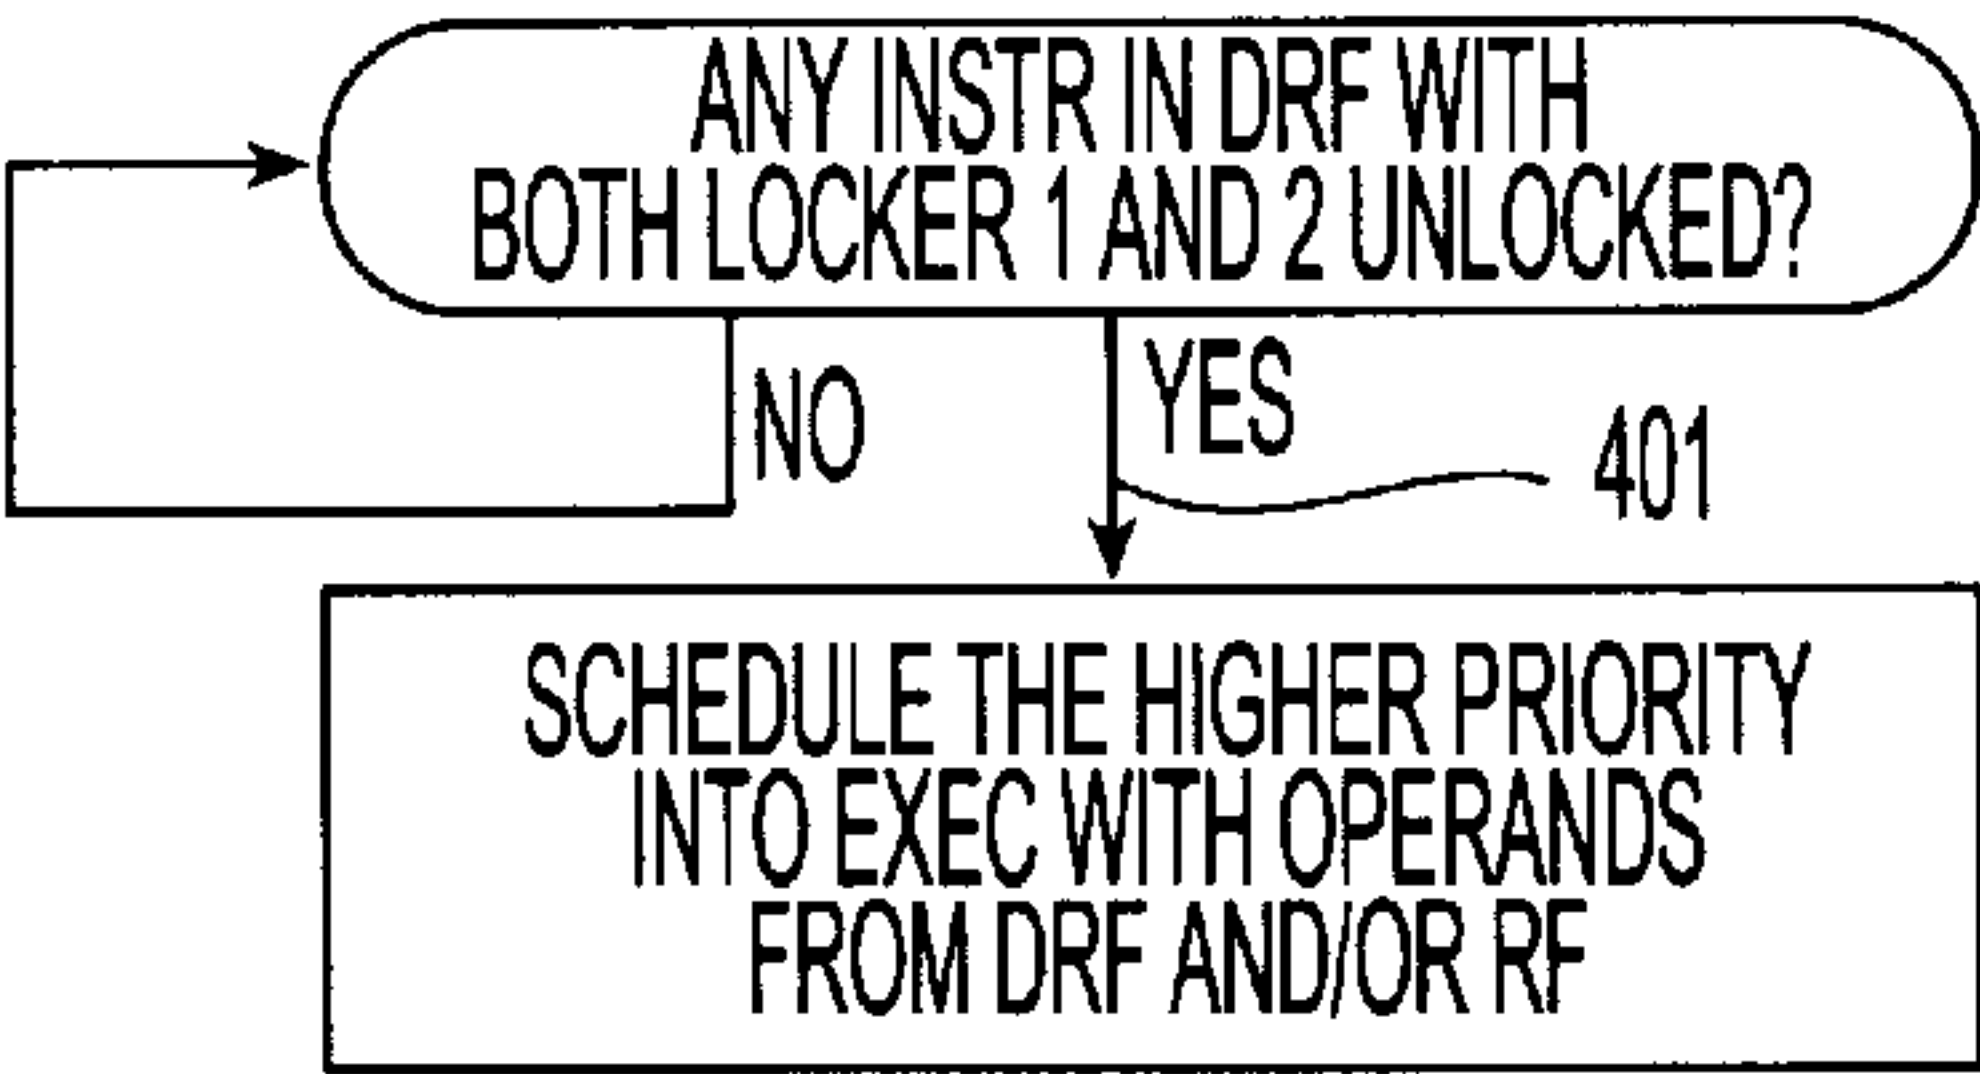 ANY INSTR IN DRF WITH
BOTH LOCKER 1 AND 2 UNLOCKED?
NO
YES
401
SCHEDULE THE HIGHER PRIORITY
INTO EXEC WITH OPERANDS
FROM DRF AND/OR RF